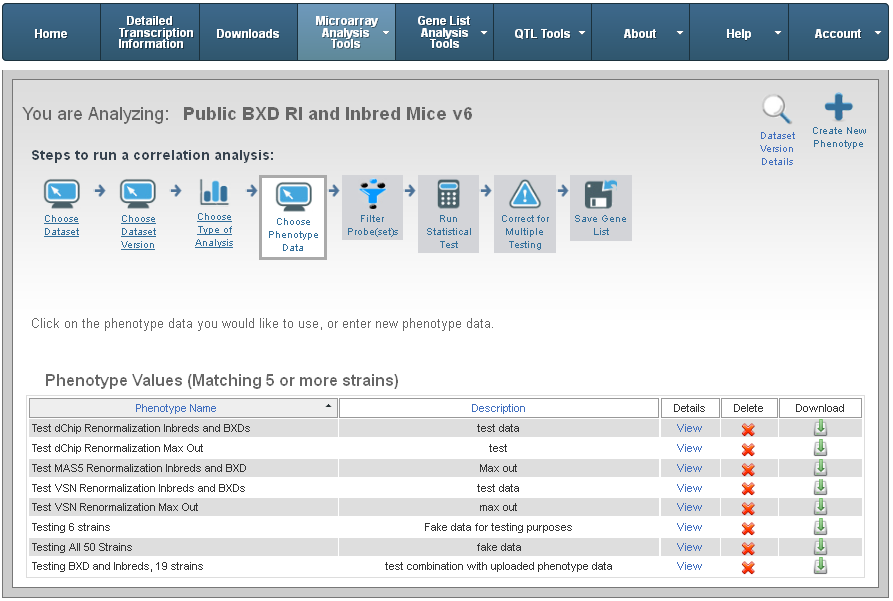 Home
Detailed Transcription Information
Downloads
Microarray Analysis Tools
Gene List Analysis Tools
QTL Tools
About
Help
Account
You are Analyzing: Public BXD RI and Inbred Mice v6
Dataset Version Details
Create New Phenotype
Steps to run a correlation analysis:
Choose Dataset
Choose Dataset Version
Choose Type of Analysis
Choose Phenotype Data
Filter Probe(set)s
Run Statistical Test
Correct for Multiple Testing
Save Gene List
Click on the phenotype data you would like to use, or enter new phenotype data.
Phenotype Values (Matching 5 or more strains)
Phenotype Name Description Details Delete Download
Test dChip Renormalization Inbreds and BXDs test data View
Test dChip Renormalization Max Out test View
Test MAS5 Renormalization Inbreds and BXD Max out View
Test VSN Renormalization Inbreds and BXDs test data View
Test VSN Renormalization Max Out max out View
Testing 6 strains Fake data for testing purposes View
Testing All 50 Strains fake data View
Testing BXD and Inbreds, 19 strains test combination with uploaded phenotype data View